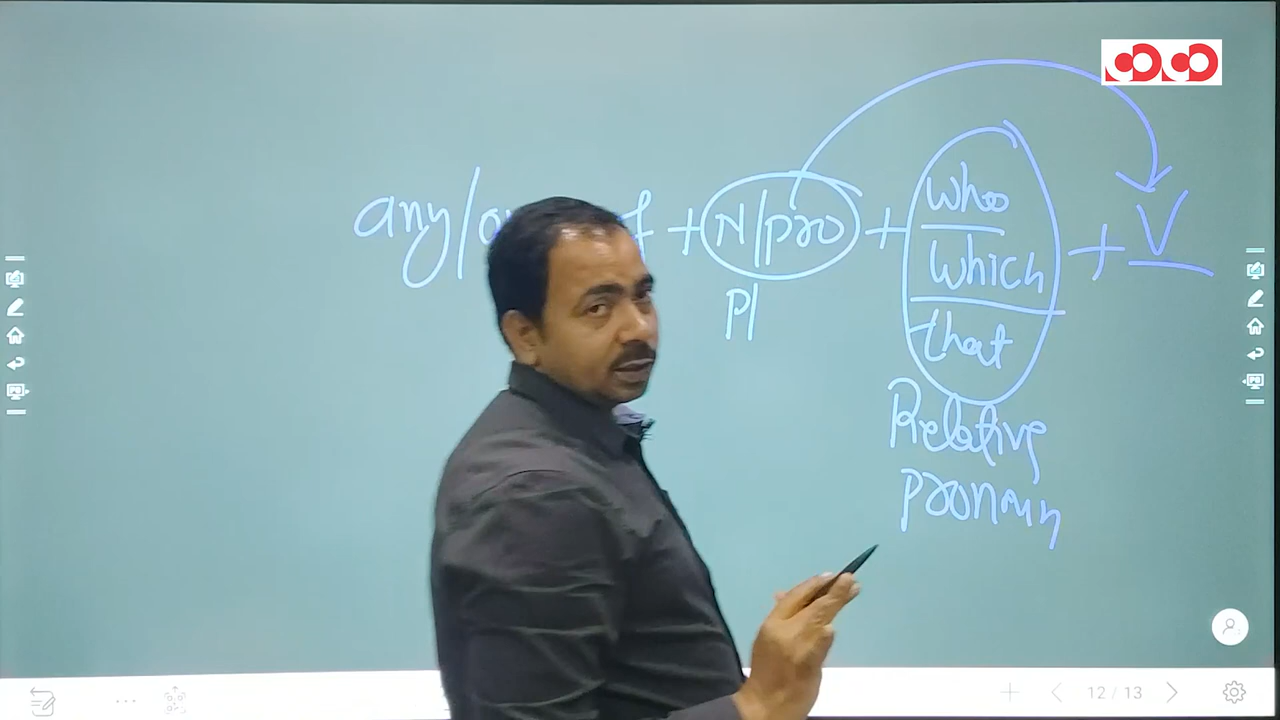 any/ + N/pro + who + V
which
Pl
that
Relative
pronoun
12 / 13